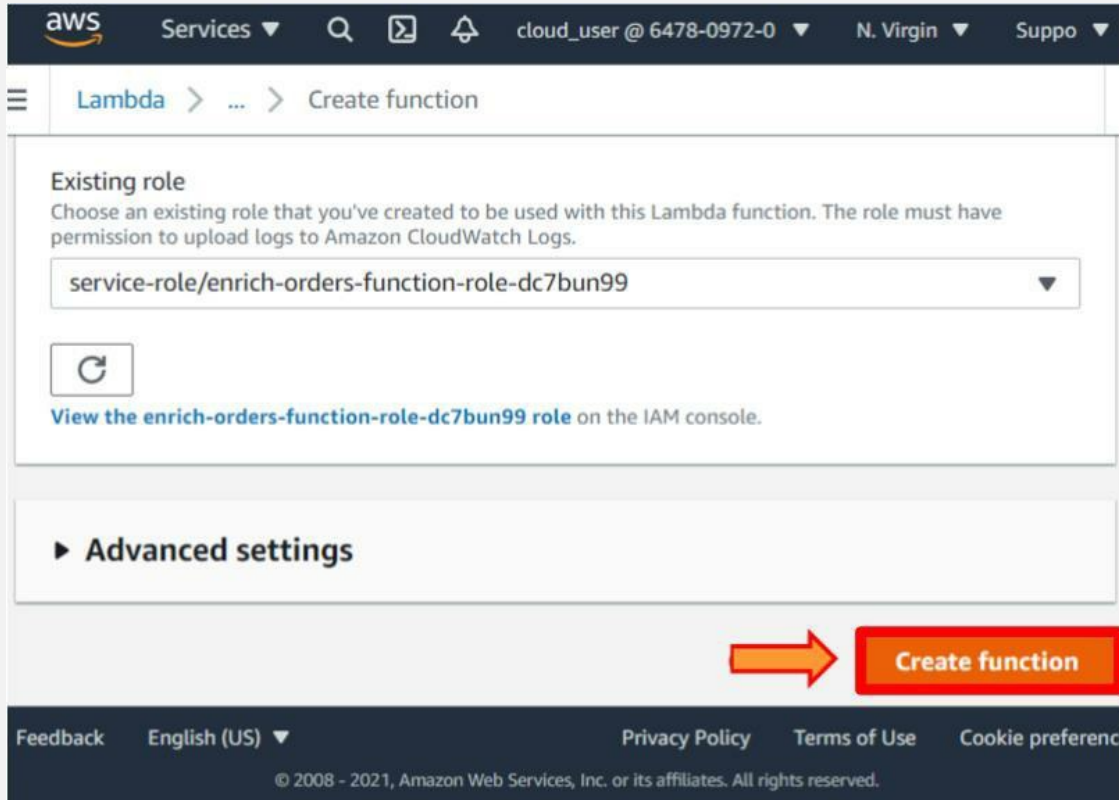 aws Services cloud_user @ 6478-0972-0 N. Virgin Suppo
Lambda > ... > Create function
Existing role
Choose an existing role that you've created to be used with this Lambda function. The role must have
permission to upload logs to Amazon CloudWatch Logs.
service-role/enrich-orders-function-role-dc7bun99
View the enrich-orders-function-role-dc7bun99 role on the IAM console.
Advanced settings
Create function
Feedback English (US) Privacy Policy Terms of Use Cookie preferenc
© 2008 - 2021, Amazon Web Services, Inc. or its affiliates. All rights reserved.